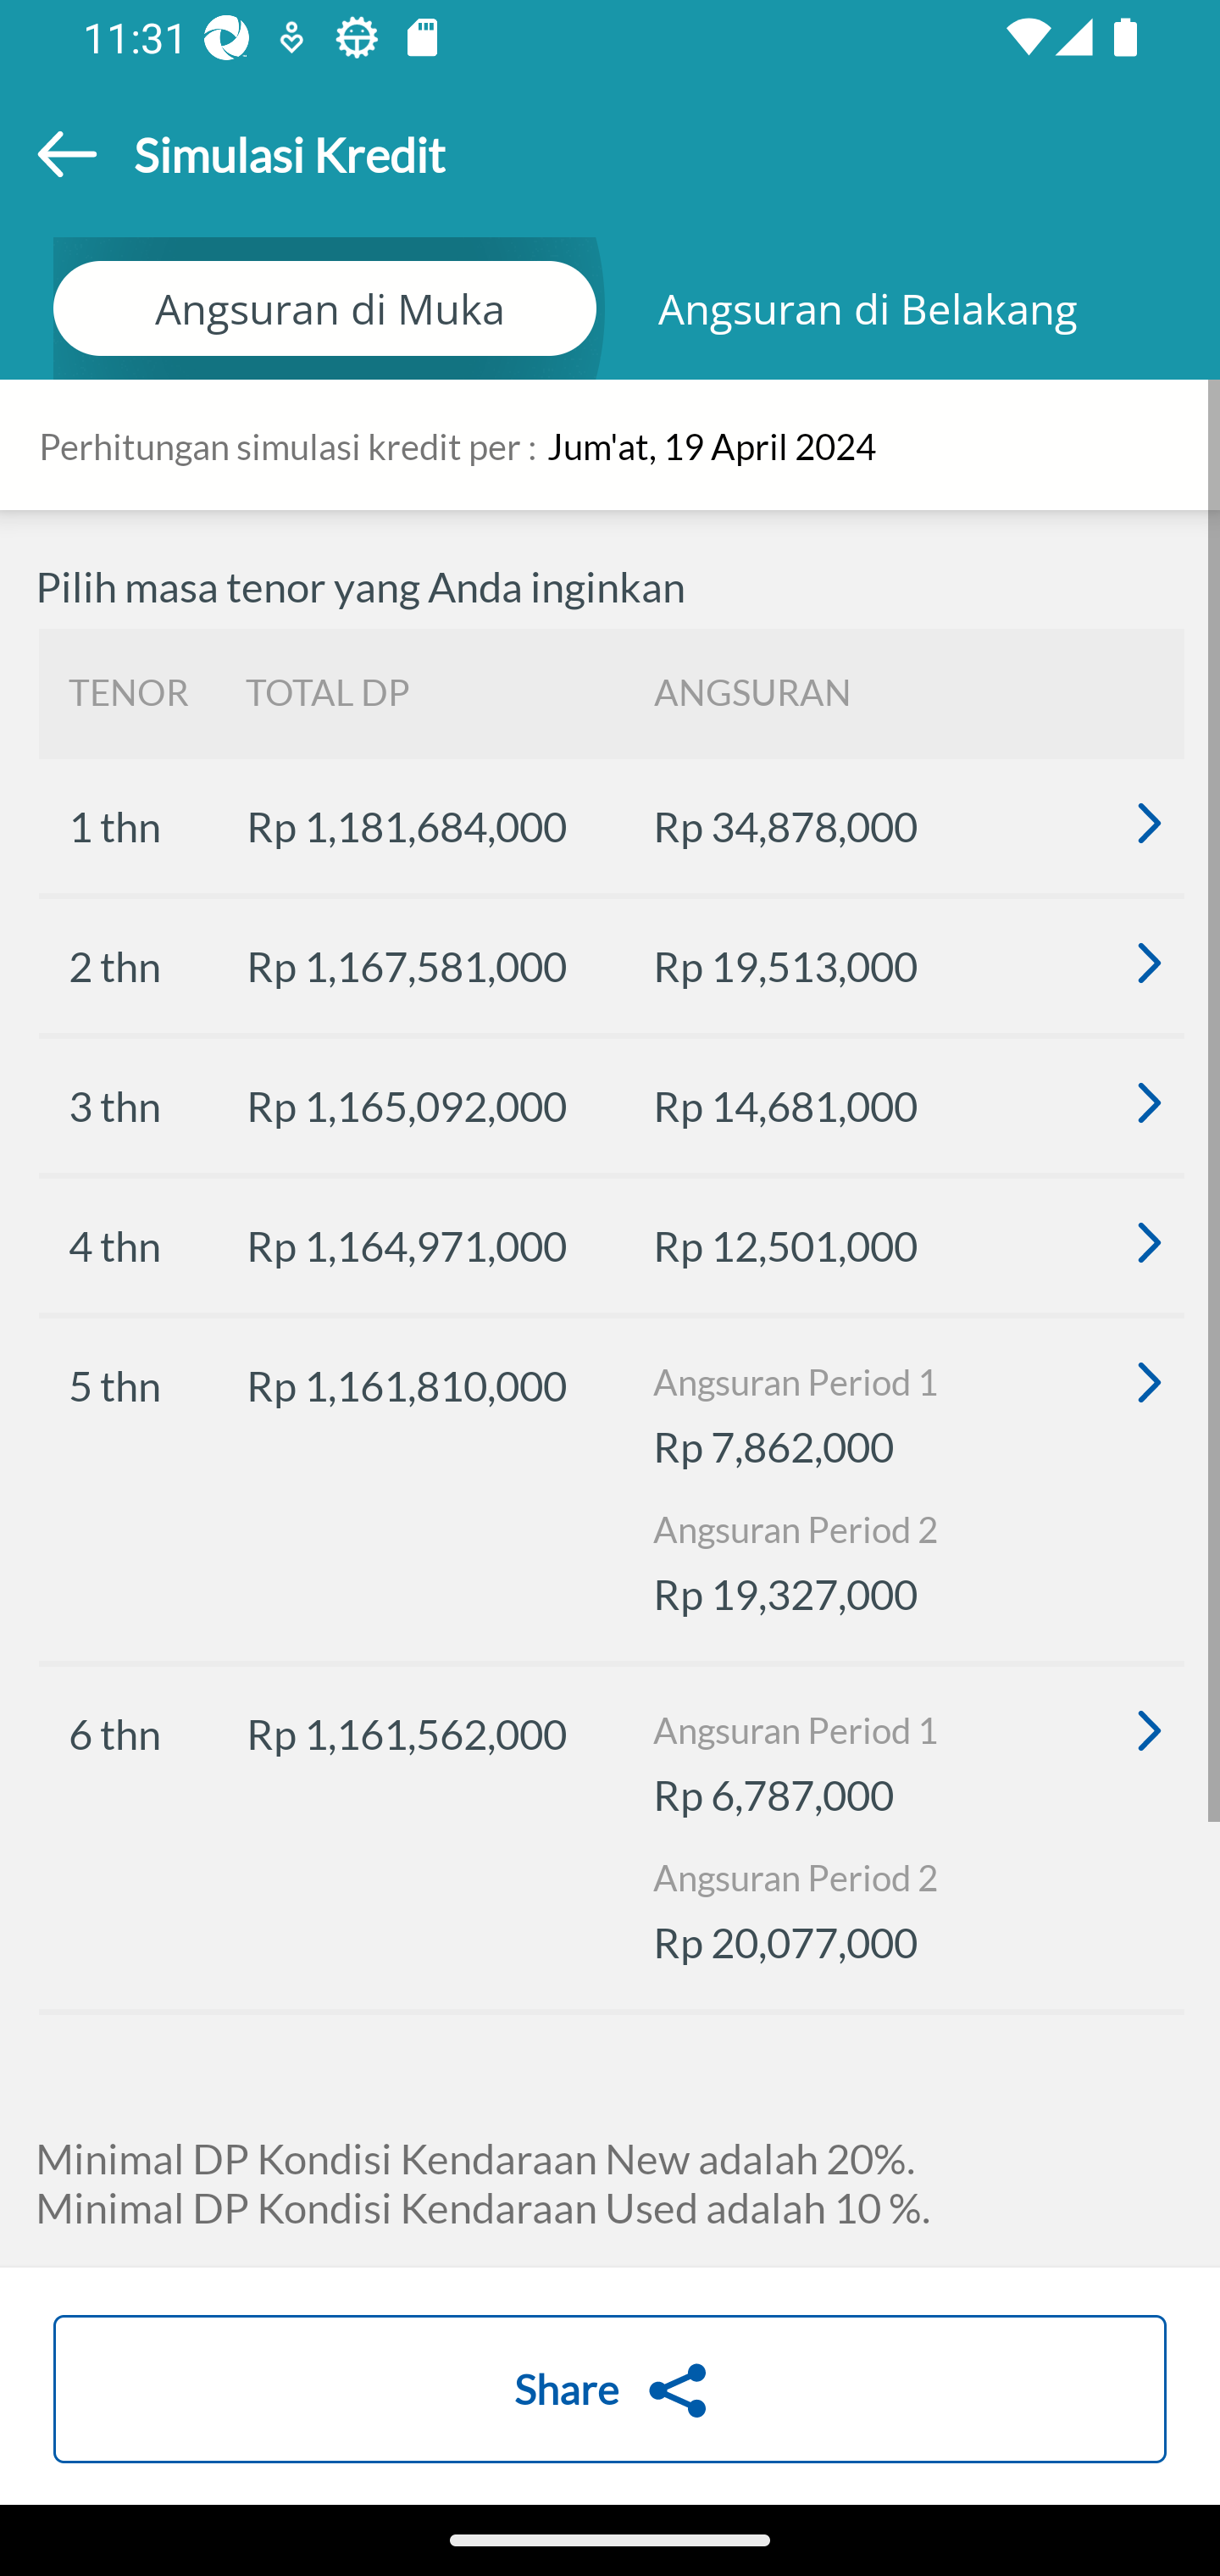 11:31
Simulasi Kredit
Angsuran di Muka
Angsuran di Belakang
Perhitungan simulasi kredit per : Jum'at, 19 April 2024
Pilih masa tenor yang Anda inginkan
TENOR TOTAL DP ANGSURAN
1 thn Rp 1,181,684,000 Rp 34,878,000
2 thn Rp 1,167,581,000 Rp 19,513,000
3 thn Rp 1,165,092,000 Rp 14,681,000
4 thn Rp 1,164,971,000 Rp 12,501,000
5 thn Rp 1,161,810,000 Angsuran Period 1
Rp 7,862,000
Angsuran Period 2
Rp 19,327,000
6 thn Rp 1,161,562,000 Angsuran Period 1
Rp 6,787,000
Angsuran Period 2
Rp 20,077,000
Minimal DP Kondisi Kendaraan New adalah 20%.
Minimal DP Kondisi Kendaraan Used adalah 10 %.
Share